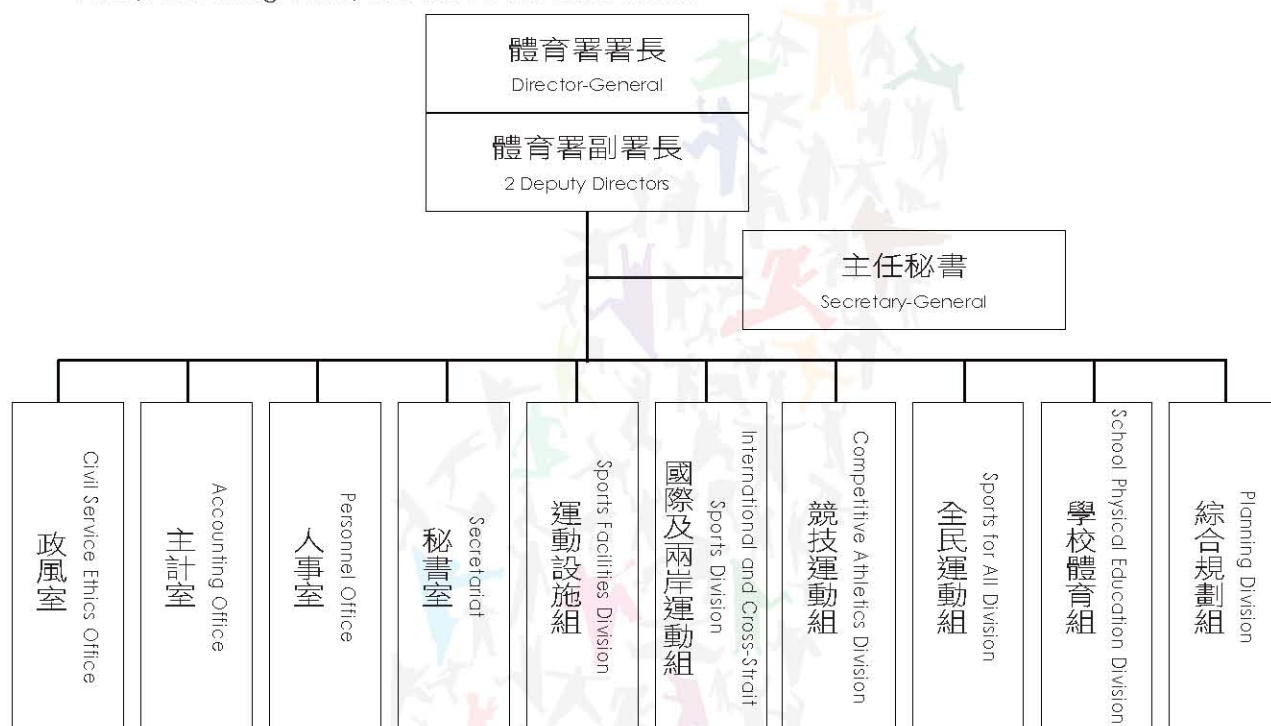 體育署署長
Director-General
體育署副署長
2 Deputy Directors
主任秘書
Secretary-General
政風室
Civil Service Ethics Office
主計室
Accounting Office
人事室
Personnel Office
秘書室
Secretariat
運動設施組
Sports Facilities Division
國際及兩岸運動組
International and Cross-Strait
Sports Division
競技運動組
Competitive Athletics Division
全民運動組
Sports for All Division
學校體育組
School Physical Education Division
綜合規劃組
Planning Division